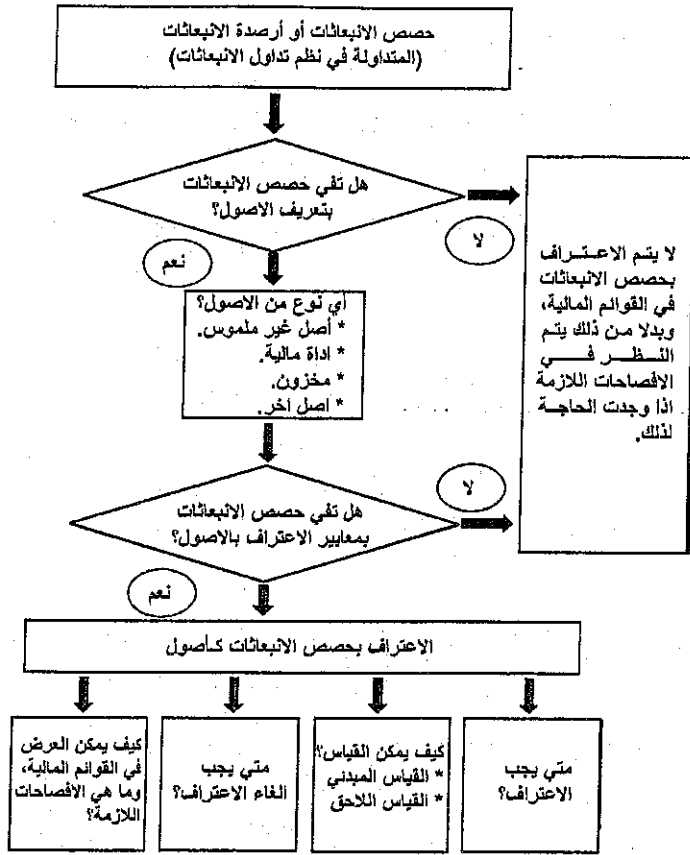 حصص الانبعاثات أو أرصدة الانبعاثات
(المتداولة في نظم تداول الانبعاثات)
هل تفي حصص الانبعاثات
بتعريف الاصول؟
لا
نعم
لا يتم الاعتراف
بحصص الانبعاثات
في القوائم المالية،
وبدلا من ذلك يتم
النظر في
الافصاحات اللازمة
اذا وجدت الحاجة
لذلك.
أي نوع من الاصول؟
* أصل غير ملموس.
* اداة مالية.
* مخزون.
* اصل آخر.
لا
هل تفي حصص الانبعاثات
بمعايير الاعتراف بالاصول؟
نعم
الاعتراف بحصص الانبعاثات كأصول
متي يجب
الاعتراف؟
كيف يمكن القياس؟
* القياس المبدئي
* القياس اللاحق
متي يجب
الغاء الاعتراف؟
كيف يمكن العرض
في القوائم المالية،
وما هي الافصاحات
اللازمة؟